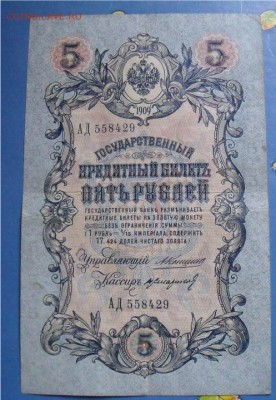 5 5
1909
АД 558429
ГОСУДАРСТВЕННЫЙ
КРЕДИТНЫЙ БИЛЕТЪ
ПЯТЬ РУБЛЕЙ
ГОСУДАРСТВЕННЫЙ БАНКЪ РАЗМѢНИВАЕТЪ
КРЕДИТНЫЕ БИЛЕТЫ НА ЗОЛОТУЮ МОНЕТУ
БЕЗЪ ОГРАНИЧЕНІЯ СУММЫ
(1 РУБЛЬ = 1/15 ИМПЕРІАЛА, СОДЕРЖИТЪ
17,424 ДОЛЕЙ ЧИСТАГО ЗОЛОТА)
Управляющій
Кассиръ
АД 558429
5 5